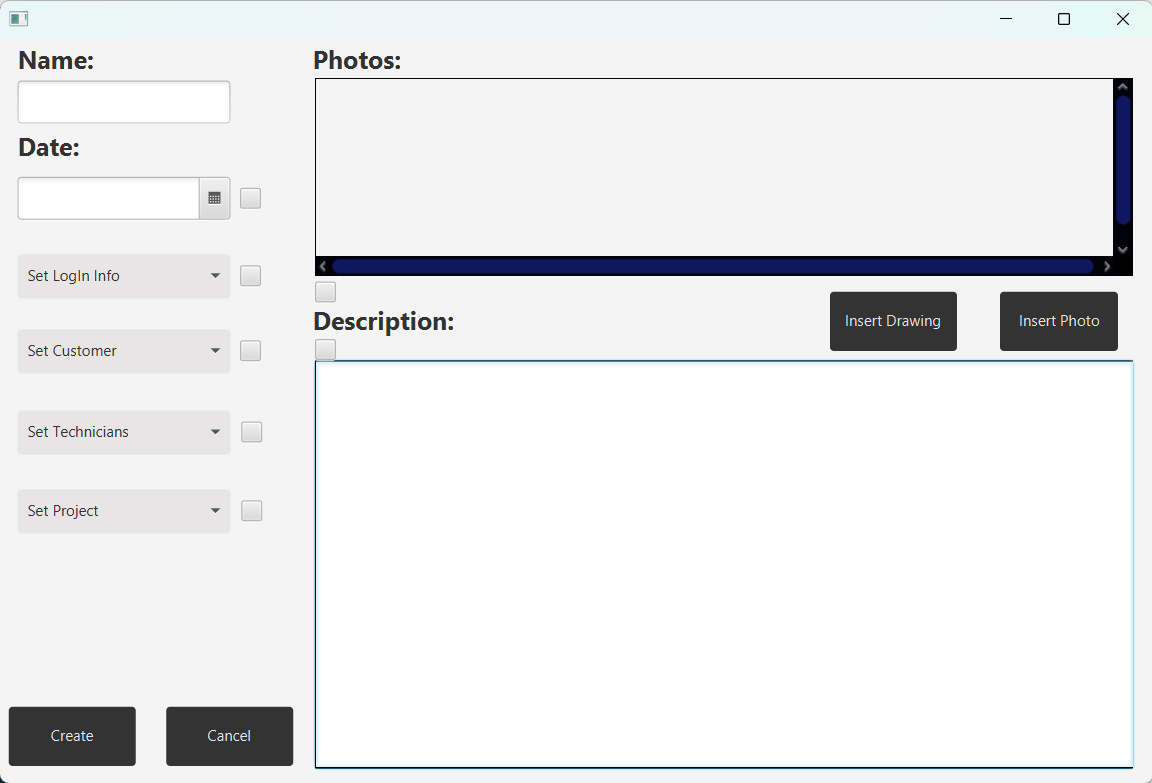 Name:
Date:
Set LogIn Info
Set Customer
Set Technicians
Set Project
Create
Cancel
Photos:
Description:
Insert Drawing
Insert Photo